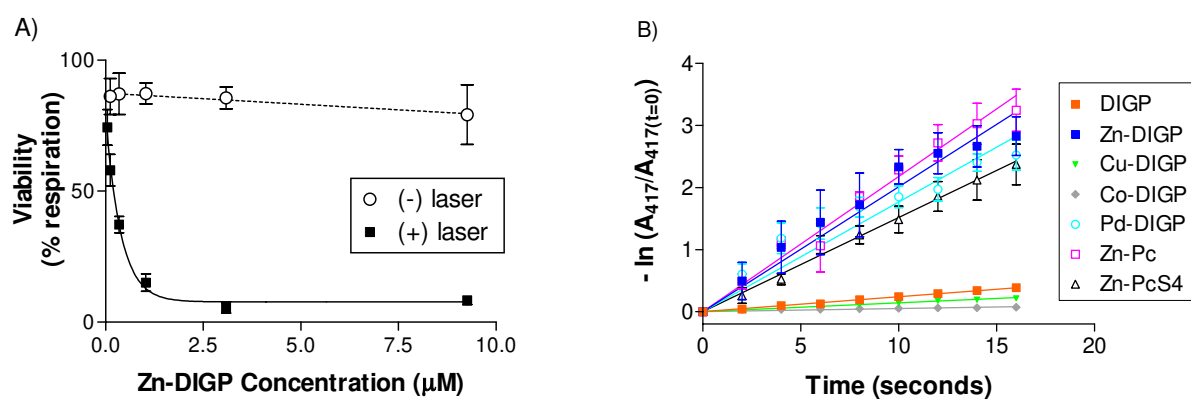 A)
100
50
0
Viability
(% respiration)
(-) laser
(+) laser
0.0 2.5 5.0 7.5 10.0
Zn-DIGP Concentration (μM)
B)
4
3
2
1
0
- ln (A417/A417(t=0))
0 5 10 15 20
Time (seconds)
DIGP
Zn-DIGP
Cu-DIGP
Co-DIGP
Pd-DIGP
Zn-Pc
Zn-PcS4